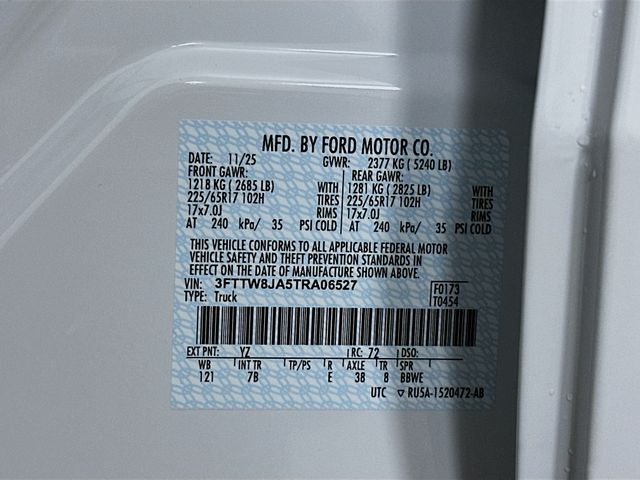 MFD. BY FORD MOTOR CO.
DATE: 11/25 GVWR: 2377 KG ( 5240 LB)
FRONT GAWR: REAR GAWR:
1218 KG ( 2685 LB) WITH 1281 KG ( 2825 LB) WITH
225/65R17 102H TIRES 225/65R17 102H TIRES
17x7.0J RIMS 17x7.0J RIMS
AT 240 kPa/ 35 PSI COLD AT 240 kPa/ 35 PSI COLD
THIS VEHICLE CONFORMS TO ALL APPLICABLE FEDERAL MOTOR
VEHICLE SAFETY AND THEFT PREVENTION STANDARDS IN
EFFECT ON THE DATE OF MANUFACTURE SHOWN ABOVE.
VIN: 3FTTW8JA5TRA06527 F0173
TYPE: Truck T0454
EXT PNT: YZ RC: 72 DSO:
WB INT TR TP/PS R AXLE TR SPR
121 7B E 38 8 BBWE
UTC ▽ RU5A-1520472-AB